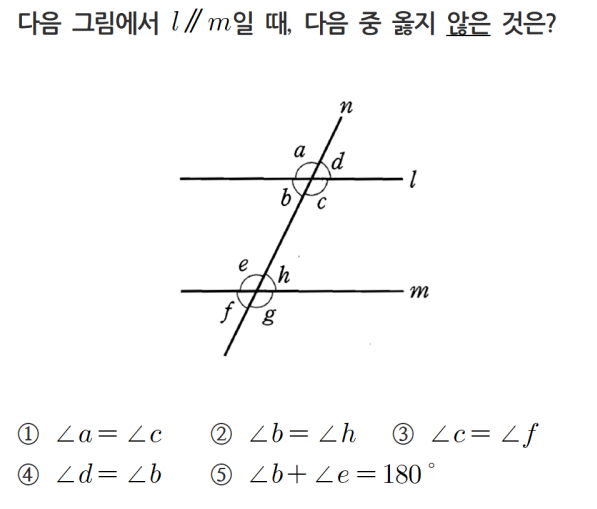 다음 그림에서 l // m일 때, 다음 중 옳지 않은 것은?
n
a
d
l
b
c
e
h
m
f
g
① ∠a = ∠c ② ∠b = ∠h ③ ∠c = ∠f
④ ∠d = ∠b ⑤ ∠b + ∠e = 180°